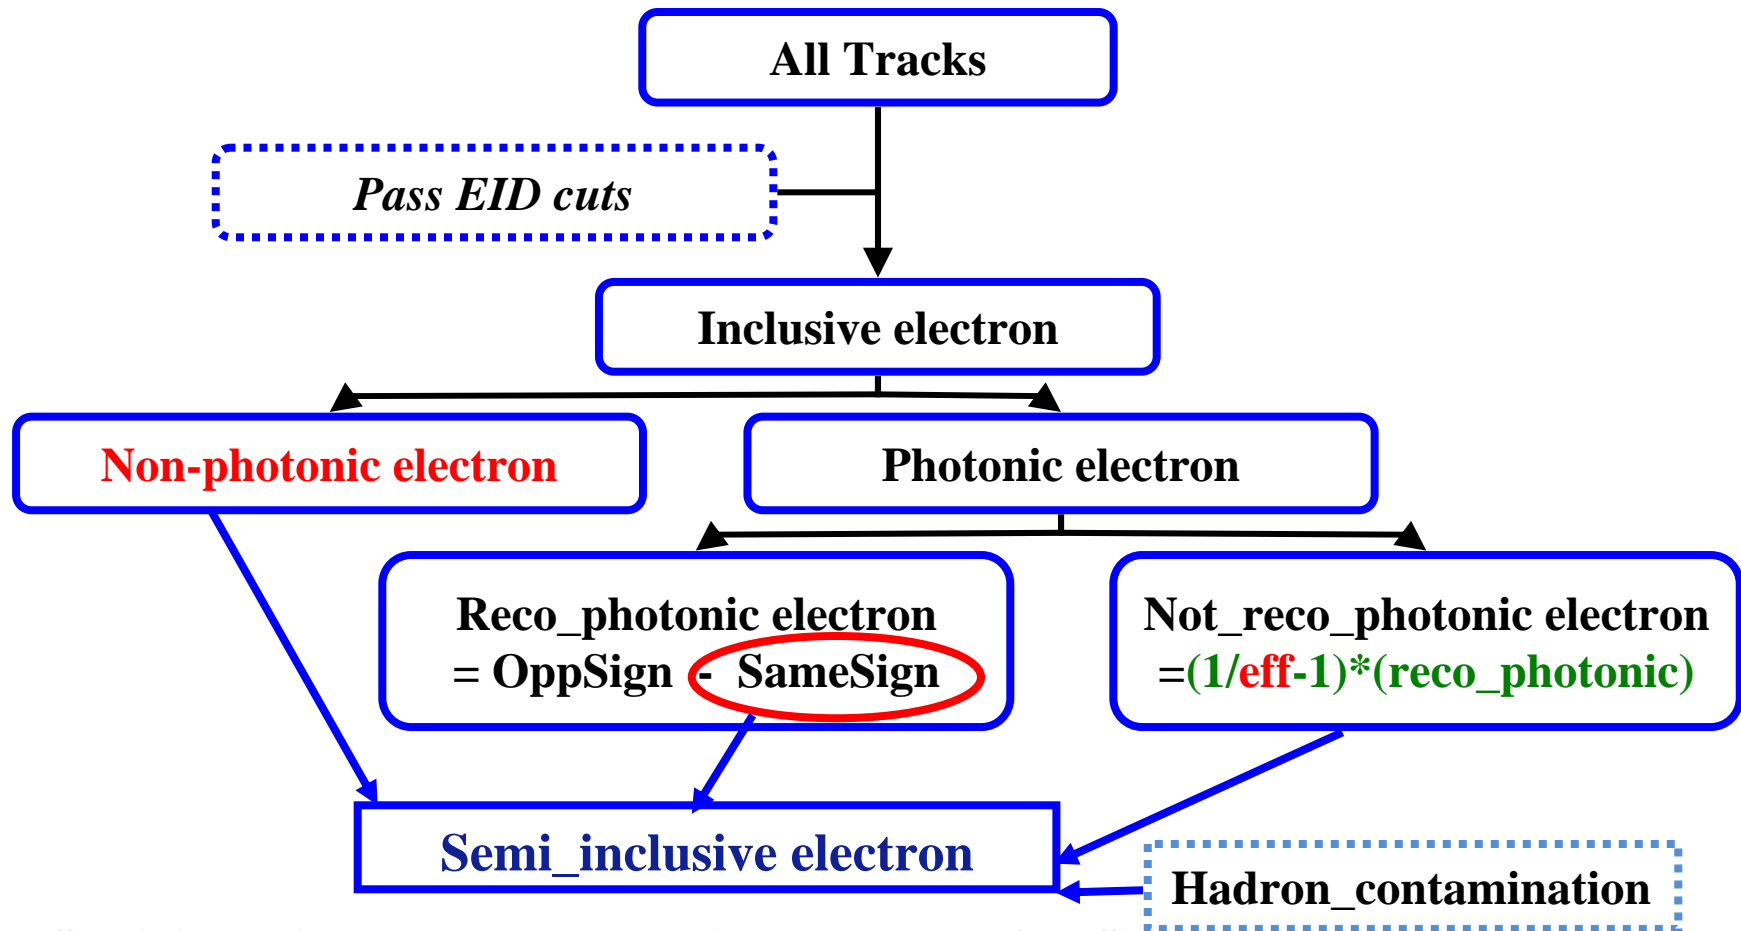 All Tracks
Pass EID cuts
Inclusive electron
Non-photonic electron
Photonic electron
Reco_photonic electron
= OppSign - SameSign
Not_reco_photonic electron
=(1/eff-1)*(reco_photonic)
Semi_inclusive electron
Hadron_contamination